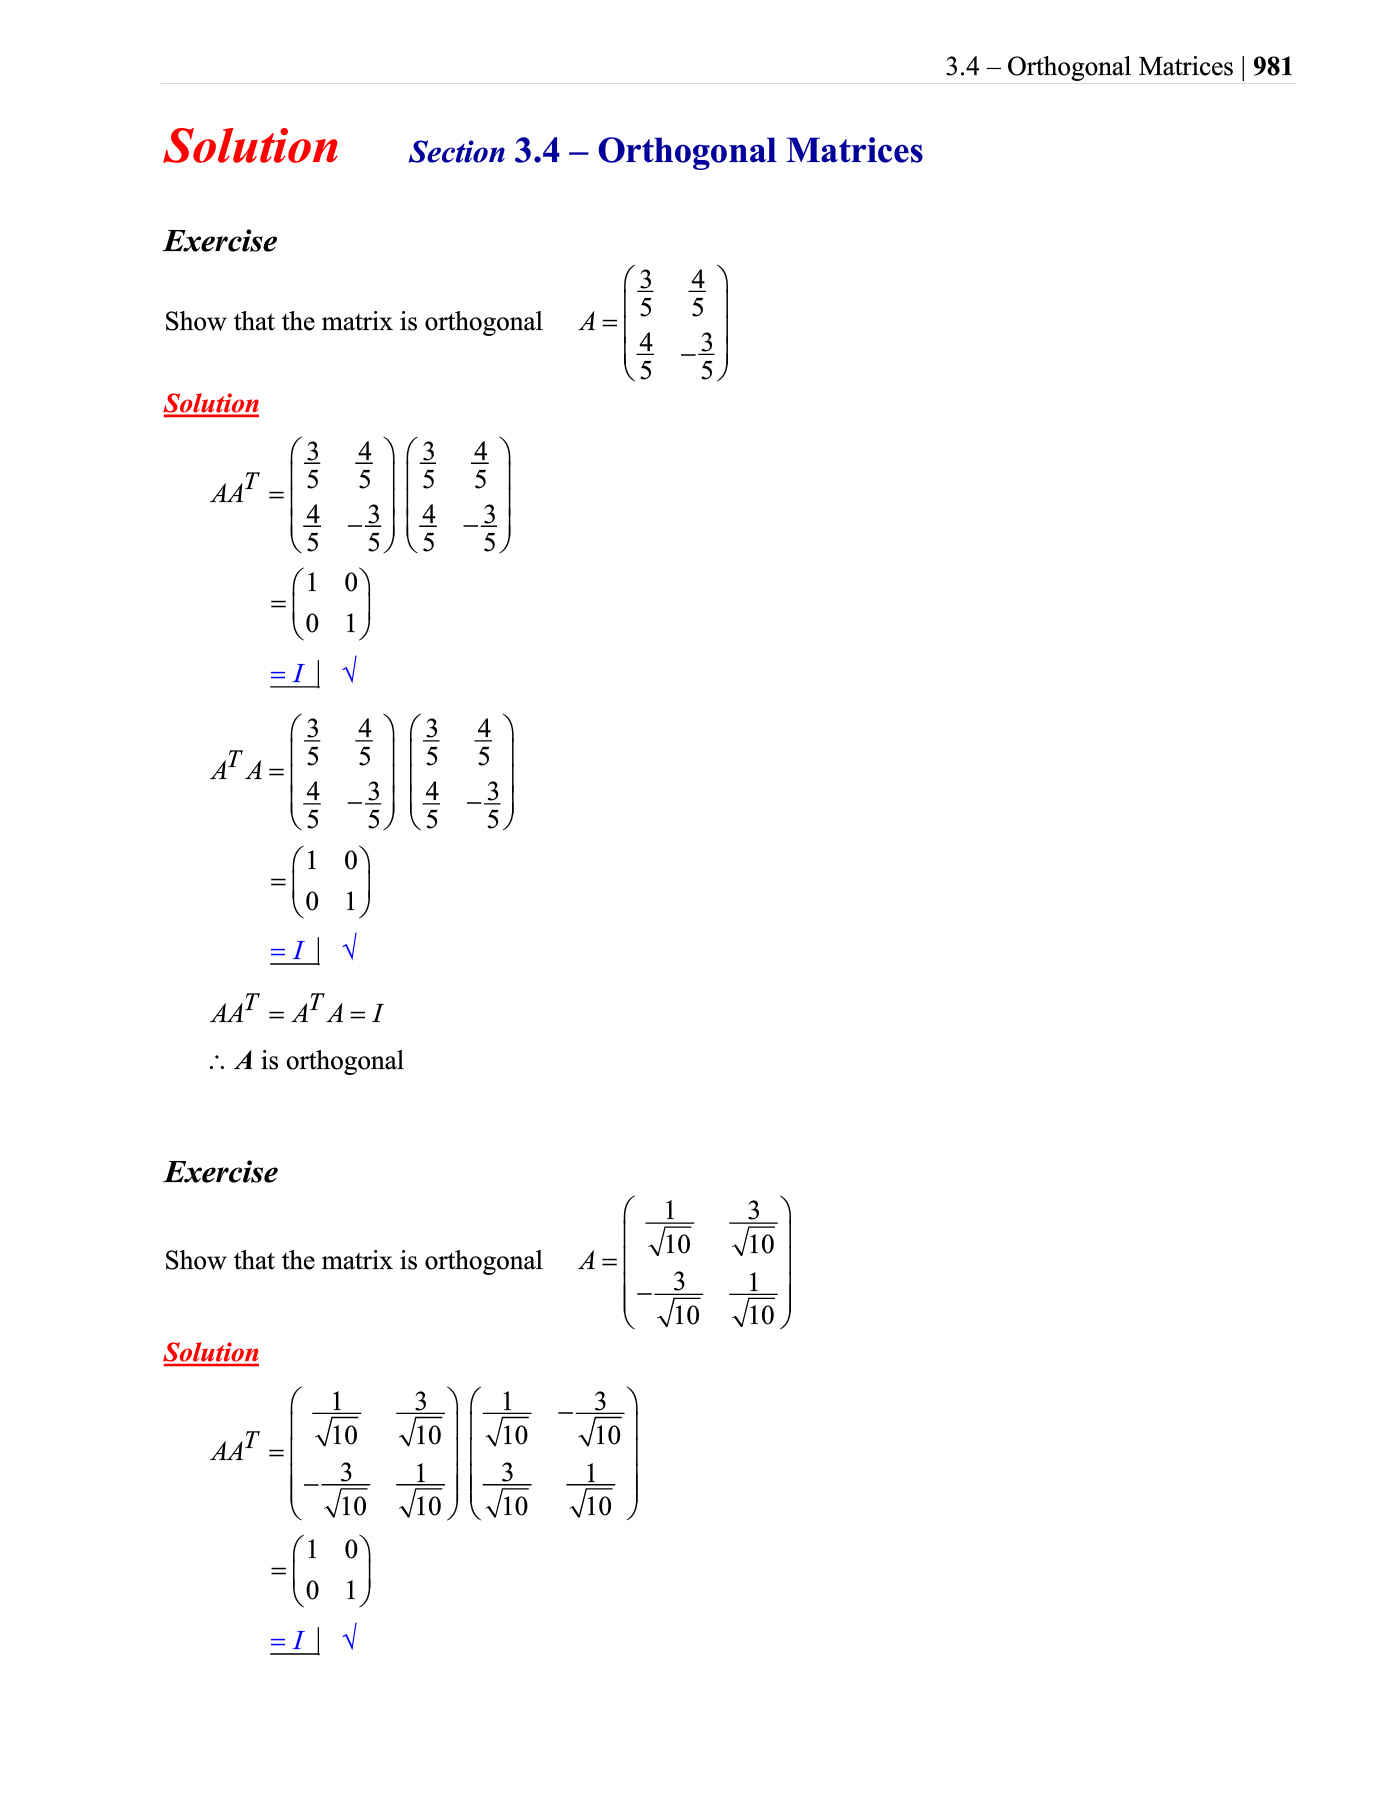 3.4 – Orthogonal Matrices | 981
Solution Section 3.4 – Orthogonal Matrices
Exercise
Show that the matrix is orthogonal $A = \begin{pmatrix} \frac{3}{5} & \frac{4}{5} \\ \frac{4}{5} & -\frac{3}{5} \end{pmatrix}$
Solution
$AA^T = \begin{pmatrix} \frac{3}{5} & \frac{4}{5} \\ \frac{4}{5} & -\frac{3}{5} \end{pmatrix} \begin{pmatrix} \frac{3}{5} & \frac{4}{5} \\ \frac{4}{5} & -\frac{3}{5} \end{pmatrix}$
$= \begin{pmatrix} 1 & 0 \\ 0 & 1 \end{pmatrix}$
= I | √
$A^T A = \begin{pmatrix} \frac{3}{5} & \frac{4}{5} \\ \frac{4}{5} & -\frac{3}{5} \end{pmatrix} \begin{pmatrix} \frac{3}{5} & \frac{4}{5} \\ \frac{4}{5} & -\frac{3}{5} \end{pmatrix}$
$= \begin{pmatrix} 1 & 0 \\ 0 & 1 \end{pmatrix}$
= I | √
$AA^T = A^T A = I$
∴ A is orthogonal
Exercise
Show that the matrix is orthogonal $A = \begin{pmatrix} \frac{1}{\sqrt{10}} & \frac{3}{\sqrt{10}} \\ -\frac{3}{\sqrt{10}} & \frac{1}{\sqrt{10}} \end{pmatrix}$
Solution
$AA^T = \begin{pmatrix} \frac{1}{\sqrt{10}} & \frac{3}{\sqrt{10}} \\ -\frac{3}{\sqrt{10}} & \frac{1}{\sqrt{10}} \end{pmatrix} \begin{pmatrix} \frac{1}{\sqrt{10}} & -\frac{3}{\sqrt{10}} \\ \frac{3}{\sqrt{10}} & \frac{1}{\sqrt{10}} \end{pmatrix}$
$= \begin{pmatrix} 1 & 0 \\ 0 & 1 \end{pmatrix}$
= I | √